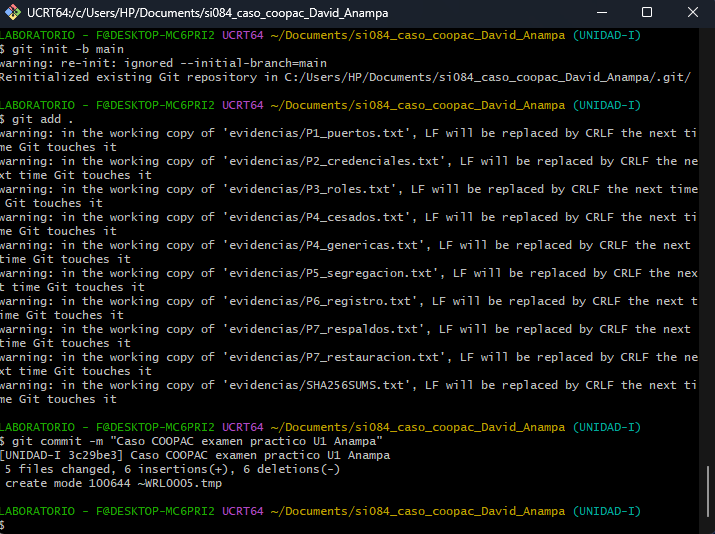 UCRT64:/c/Users/HP/Documents/si084_caso_coopac_David_Anampa
LABORATORIO - F@DESKTOP-MC6PRI2 UCRT64 ~/Documents/si084_caso_coopac_David_Anampa (UNIDAD-I)
$ git init -b main
warning: re-init: ignored --initial-branch=main
Reinitialized existing Git repository in C:/Users/HP/Documents/si084_caso_coopac_David_Anampa/.git/
LABORATORIO - F@DESKTOP-MC6PRI2 UCRT64 ~/Documents/si084_caso_coopac_David_Anampa (UNIDAD-I)
$ git add .
warning: in the working copy of 'evidencias/P1_puertos.txt', LF will be replaced by CRLF the next ti
me Git touches it
warning: in the working copy of 'evidencias/P2_credenciales.txt', LF will be replaced by CRLF the ne
xt time Git touches it
warning: in the working copy of 'evidencias/P3_roles.txt', LF will be replaced by CRLF the next time
 Git touches it
warning: in the working copy of 'evidencias/P4_cesados.txt', LF will be replaced by CRLF the next ti
me Git touches it
warning: in the working copy of 'evidencias/P4_genericas.txt', LF will be replaced by CRLF the next
time Git touches it
warning: in the working copy of 'evidencias/P5_segregacion.txt', LF will be replaced by CRLF the nex
t time Git touches it
warning: in the working copy of 'evidencias/P6_registro.txt', LF will be replaced by CRLF the next t
ime Git touches it
warning: in the working copy of 'evidencias/P7_respaldos.txt', LF will be replaced by CRLF the next
time Git touches it
warning: in the working copy of 'evidencias/P7_restauracion.txt', LF will be replaced by CRLF the ne
xt time Git touches it
warning: in the working copy of 'evidencias/SHA256SUMS.txt', LF will be replaced by CRLF the next ti
me Git touches it
LABORATORIO - F@DESKTOP-MC6PRI2 UCRT64 ~/Documents/si084_caso_coopac_David_Anampa (UNIDAD-I)
$ git commit -m "Caso COOPAC examen practico U1 Anampa"
[UNIDAD-I 3c29be3] Caso COOPAC examen practico U1 Anampa
 5 files changed, 6 insertions(+), 6 deletions(-)
 create mode 100644 ~WRL0005.tmp
LABORATORIO - F@DESKTOP-MC6PRI2 UCRT64 ~/Documents/si084_caso_coopac_David_Anampa (UNIDAD-I)
$